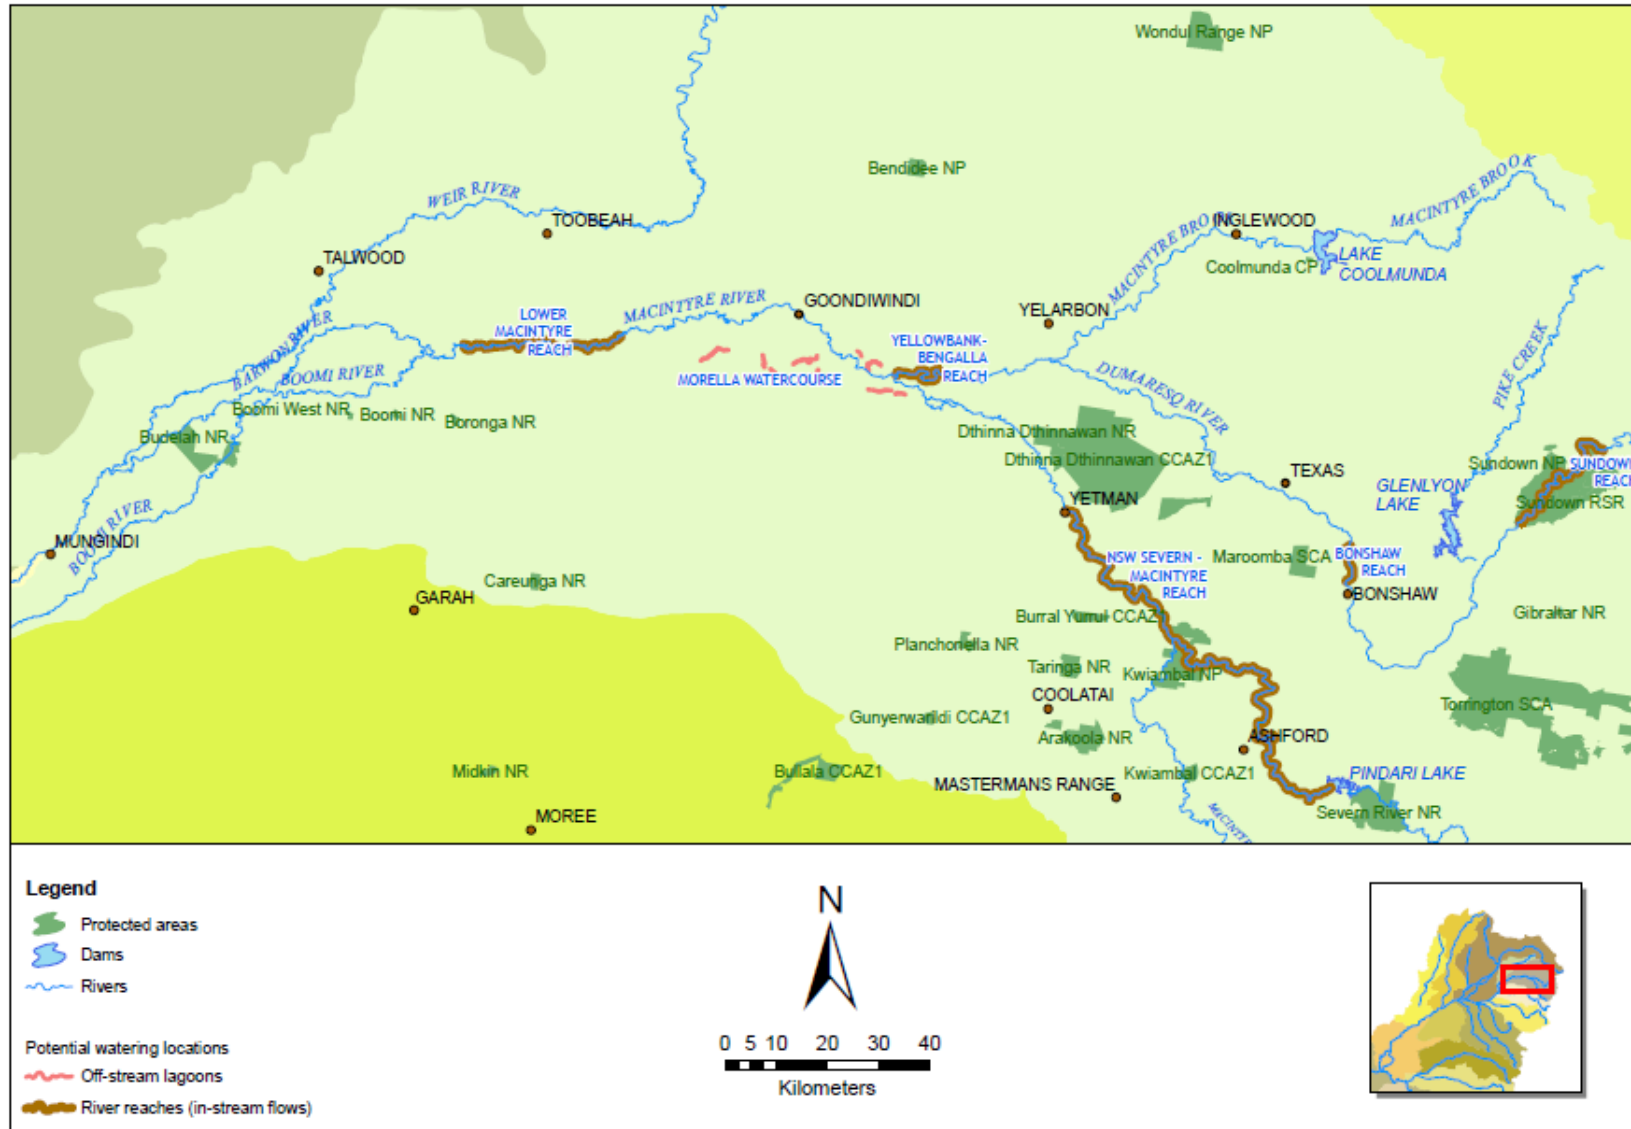 Wondul Range NP
Bendidee NP
WEIR RIVER
TOOBEAH
TALWOOD
MACINTYRE BROOK
INGLEWOOD
MACINTYRE BROOK
LAKE
COOLMUNDA
Coolmunda CP
LOWER
MACINTYRE
REACH
MACINTYRE RIVER
GOONDIWINDI
YELARBON
YELLOWBANK-
BENGALLA
REACH
MORELLA WATERCOURSE
BARWON RIVER
BOOMI RIVER
DUMARESQ RIVER
PIKE CREEK
Boomi West NR
Boomi NR
Boronga NR
Budelah NR
Dthinna Dthinnawan NR
Dthinna Dthinnawan CCAZ1
TEXAS
GLENLYON
LAKE
Sundown NP
SUNDOWN
REACH
Sundown RSR
YETMAN
BOOMI RIVER
MUNGINDI
NSW SEVERN -
MACINTYRE
REACH
Maroomba SCA
BONSHAW
REACH
BONSHAW
Careunga NR
GARAH
Burral Yurrul CCAZ1
Gibraltar NR
Planchonella NR
Taringa NR
Kwiambal NP
COOLATAI
Torrington SCA
Gunyerwarildi CCAZ1
Arakoola NR
ASHFORD
Midkin NR
Bullala CCAZ1
Kwiambal CCAZ1
PINDARI LAKE
MASTERMANS RANGE
Severn River NR
MOREE
Legend
Protected areas
Dams
Rivers
Potential watering locations
Off-stream lagoons
River reaches (in-stream flows)
N
0 5 10 20 30 40
Kilometers